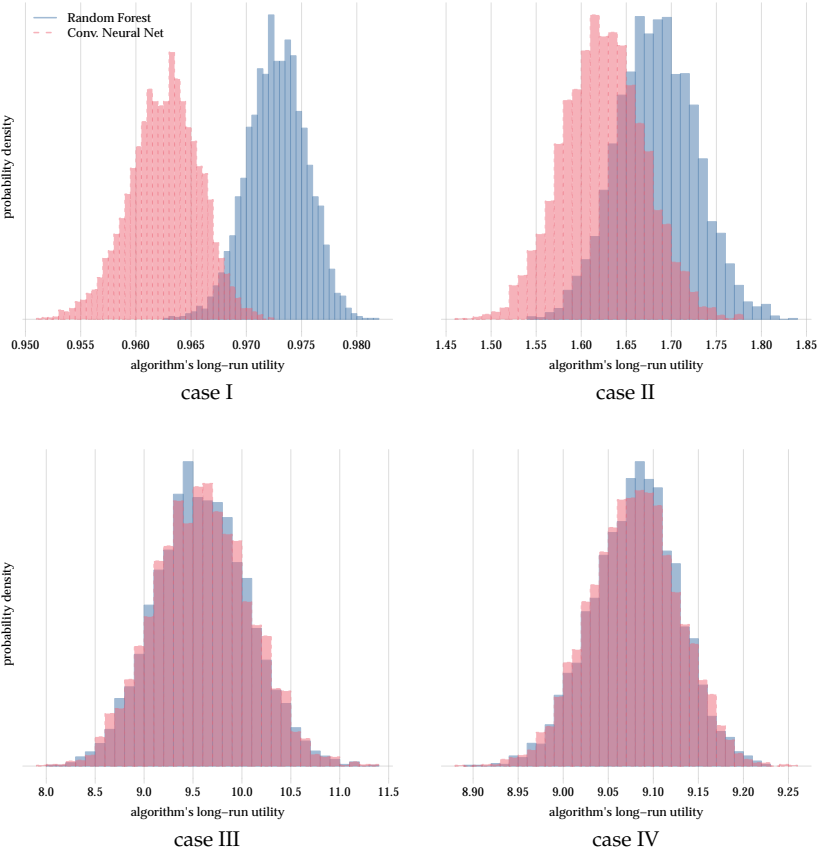 Random Forest
Conv. Neural Net
probability density
0.950 0.955 0.960 0.965 0.970 0.975 0.980
algorithm's long−run utility
case I
1.45 1.50 1.55 1.60 1.65 1.70 1.75 1.80 1.85
algorithm's long−run utility
case II
probability density
8.0 8.5 9.0 9.5 10.0 10.5 11.0 11.5
algorithm's long−run utility
case III
8.90 8.95 9.00 9.05 9.10 9.15 9.20 9.25
algorithm's long−run utility
case IV